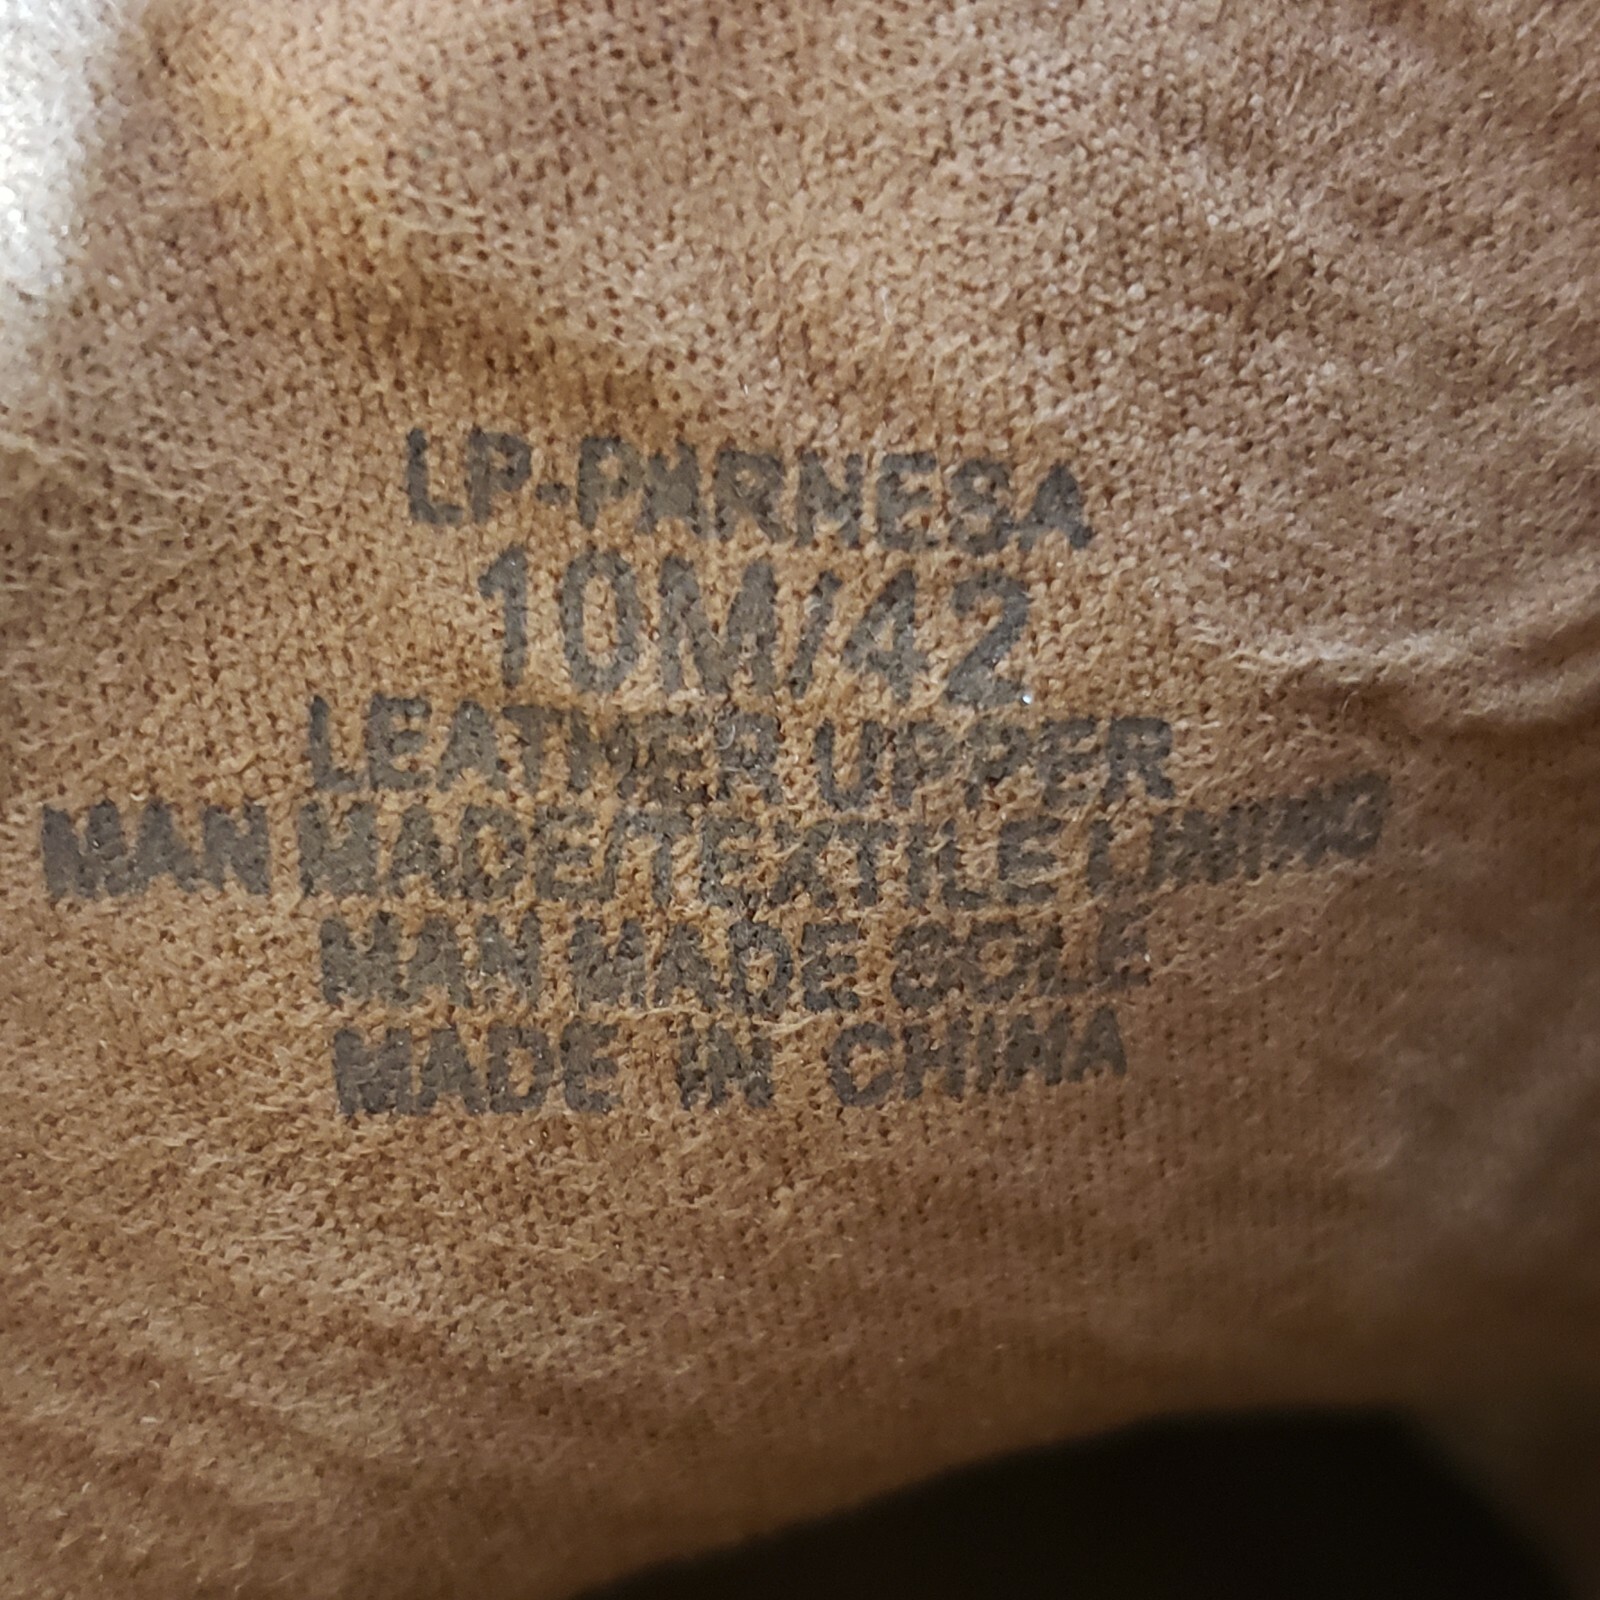 LP-PARNESA
10M/42
LEATHER UPPER
MAN MADE/TEXTILE LINING
MAN MADE SOLE
MADE IN CHINA